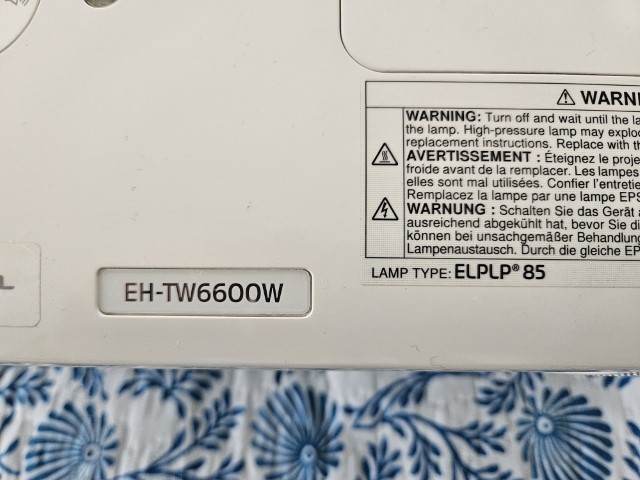 WARNING: Turn off and wait until the
the lamp. High-pressure lamp may
replacement instructions. Replace with
AVERTISSEMENT : Éteignez le
froide avant de la remplacer. Les lampes
elles sont mal utilisées. Confier
Remplacez la lampe par une lampe
WARNUNG : Schalten Sie das Gerät
ausreichend abgekühlt hat, bevor Sie
können bei unsachgemäßer
Lampenaustausch. Durch die gleiche
LAMP TYPE: ELPLP® 85
EH-TW6600W